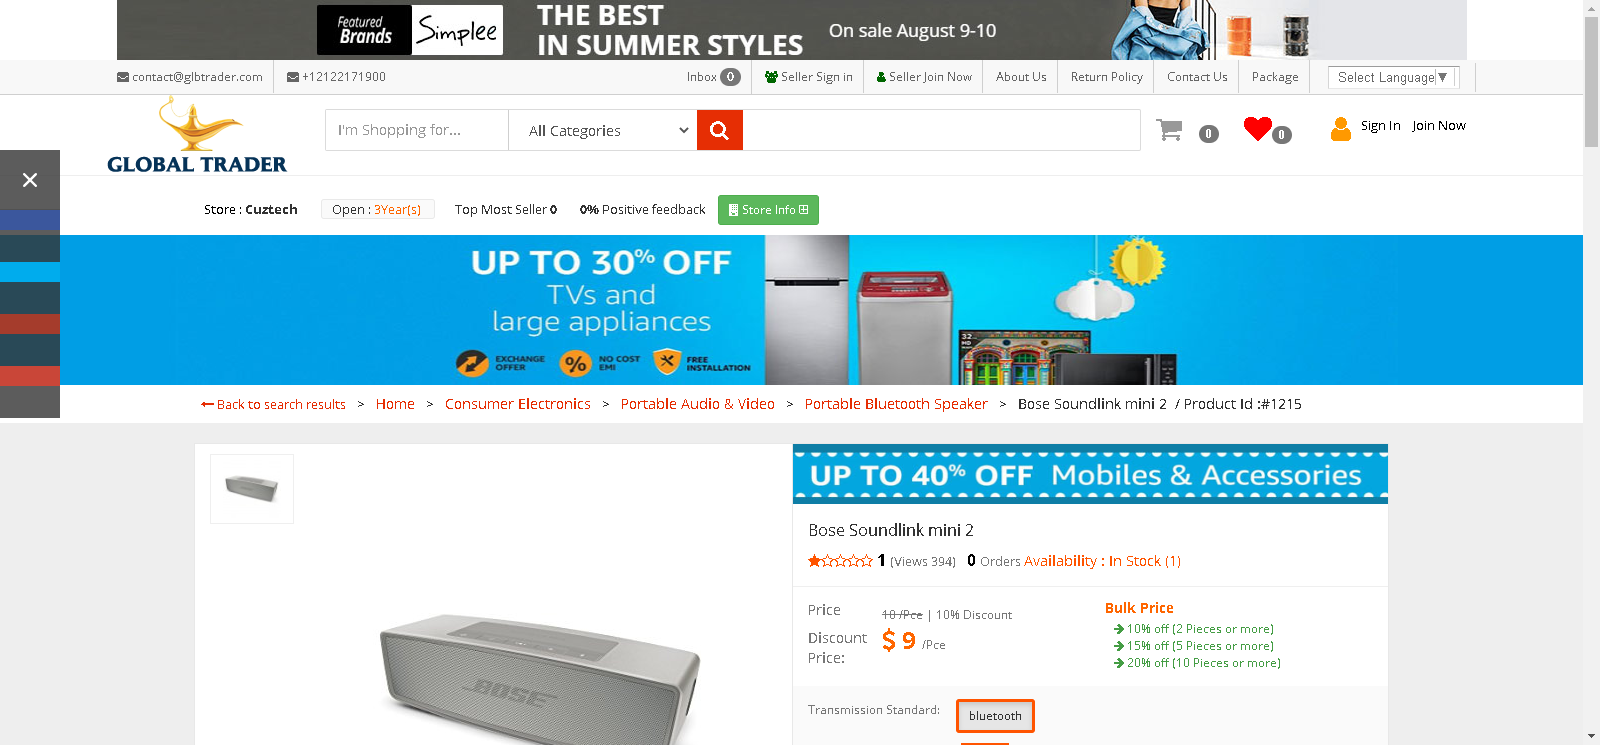 Featured Brands Simplee
THE BEST
IN SUMMER STYLES
On sale August 9-10
contact@glbtrader.com +12122171900 Inbox 0 Seller Sign in Seller Join Now About Us Return Policy Contact Us Package Select Language▼
GLOBAL TRADER
I'm Shopping for... All Categories 0 0 Sign In Join Now
Store : Cuztech Open : 3Year(s) Top Most Seller 0 0% Positive feedback Store Info
UP TO 30% OFF
TVs and
large appliances
EXCHANGE OFFER NO COST EMI FREE INSTALLATION
32 HD
Back to search results > Home > Consumer Electronics > Portable Audio & Video > Portable Bluetooth Speaker > Bose Soundlink mini 2 / Product Id :#1215
UP TO 40% OFF Mobiles & Accessories
Bose Soundlink mini 2
1 (Views 394) 0 Orders Availability : In Stock (1)
Price 10 /Pce | 10% Discount
Discount Price: $ 9 /Pce
Bulk Price
10% off (2 Pieces or more)
15% off (5 Pieces or more)
20% off (10 Pieces or more)
Transmission Standard: bluetooth
BOSE